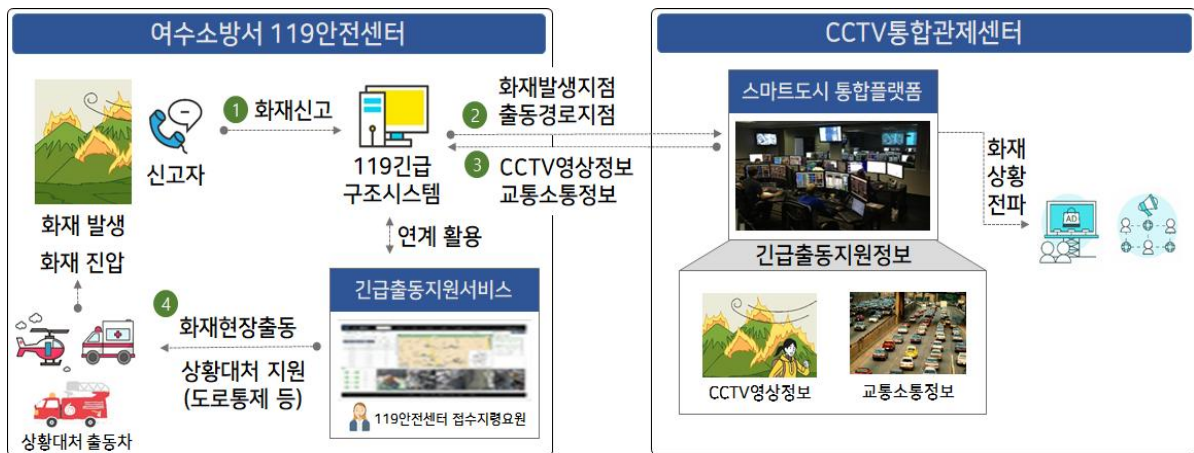 여수소방서 119안전센터
화재 발생
화재 진압
신고자
1 화재신고
119긴급
구조시스템
2 화재발생지점
출동경로지점
3 CCTV영상정보
교통소통정보
연계 활용
긴급출동지원서비스
119안전센터 접수지령요원
4
화재현장출동
상황대처 지원
(도로통제 등)
상황대처 출동차
CCTV통합관제센터
스마트도시 통합플랫폼
화재
상황
전파
AD
긴급출동지원정보
CCTV영상정보
교통소통정보